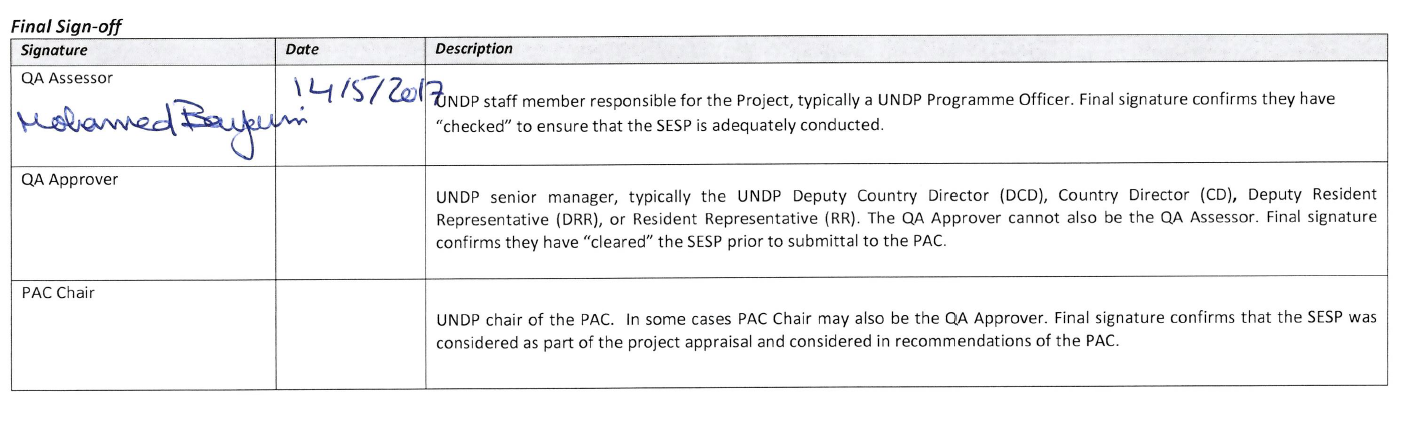 Final Sign-off
Signature Date Description
QA Assessor
14/5/2017
Mohamed Bayoumi
UNDP staff member responsible for the Project, typically a UNDP Programme Officer. Final signature confirms they have
“checked” to ensure that the SESP is adequately conducted.
QA Approver
UNDP senior manager, typically the UNDP Deputy Country Director (DCD), Country Director (CD), Deputy Resident
Representative (DRR), or Resident Representative (RR). The QA Approver cannot also be the QA Assessor. Final signature
confirms they have “cleared” the SESP prior to submittal to the PAC.
PAC Chair
UNDP chair of the PAC. In some cases PAC Chair may also be the QA Approver. Final signature confirms that the SESP was
considered as part of the project appraisal and considered in recommendations of the PAC.